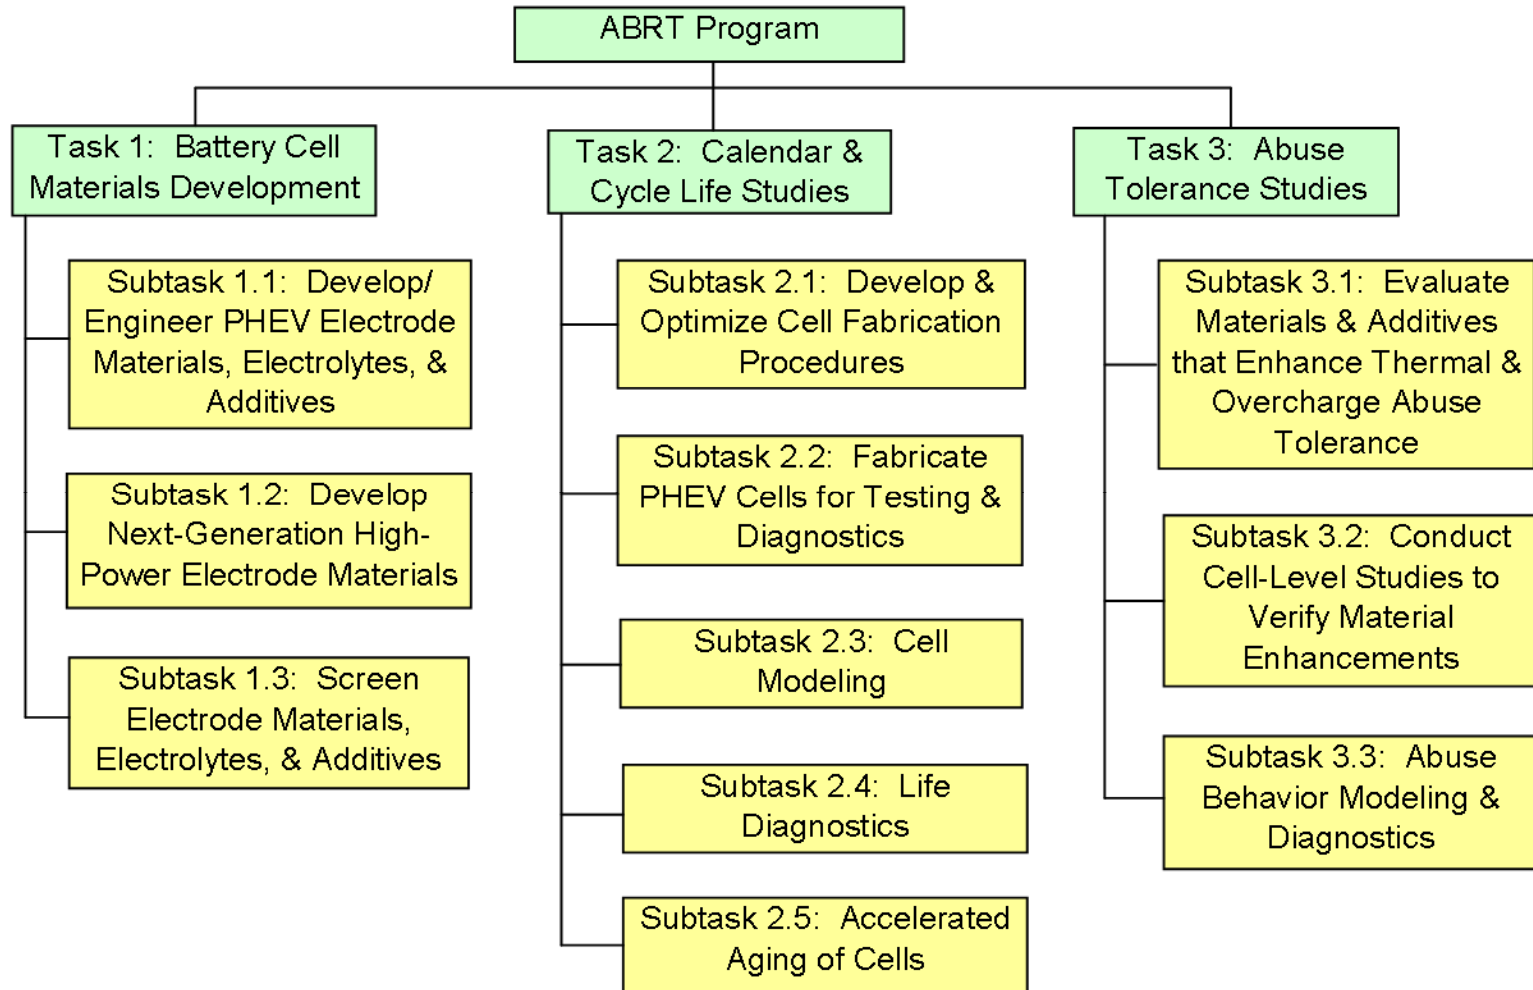 ABRT Program
Task 1: Battery Cell
Materials Development
Subtask 1.1: Develop/
Engineer PHEV Electrode
Materials, Electrolytes, &
Additives
Subtask 1.2: Develop
Next-Generation High-
Power Electrode Materials
Subtask 1.3: Screen
Electrode Materials,
Electrolytes, & Additives
Task 2: Calendar &
Cycle Life Studies
Subtask 2.1: Develop &
Optimize Cell Fabrication
Procedures
Subtask 2.2: Fabricate
PHEV Cells for Testing &
Diagnostics
Subtask 2.3: Cell
Modeling
Subtask 2.4: Life
Diagnostics
Subtask 2.5: Accelerated
Aging of Cells
Task 3: Abuse
Tolerance Studies
Subtask 3.1: Evaluate
Materials & Additives
that Enhance Thermal &
Overcharge Abuse
Tolerance
Subtask 3.2: Conduct
Cell-Level Studies to
Verify Material
Enhancements
Subtask 3.3: Abuse
Behavior Modeling &
Diagnostics